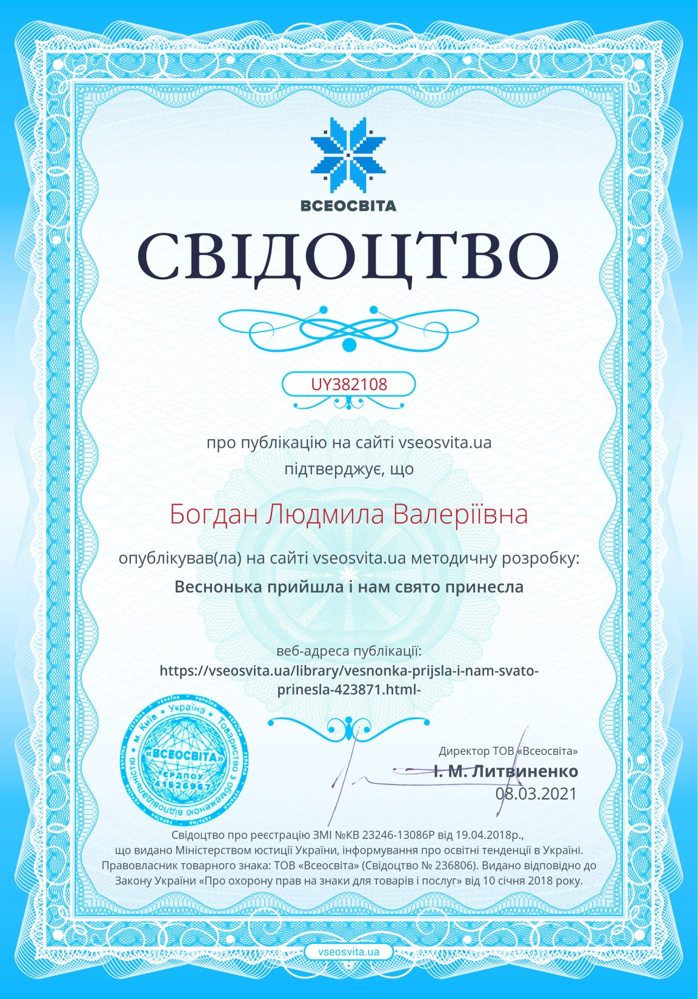 ВСЕОСВІТА
СВІДОЦТВО
UY382108
про публікацію на сайті vseosvita.ua
підтверджує, що
Богдан Людмила Валеріївна
опублікував(ла) на сайті vseosvita.ua методичну розробку:
Веснонька прийшла і нам свято принесла
веб-адреса публікації:
https://vseosvita.ua/library/vesnonka-prijsla-i-nam-svato-
prinesla-423871.html-
УКРАЇНА • УКРАЇНА • УКРАЇНА • УКРАЇНА • УКРАЇНА
м. Київ * Україна * Товариство з обмеженою відповідальністю *
«ВСЕОСВІТА»
ЄРДПОУ
41526967
Директор ТОВ «Всеосвіта»
І. М. Литвиненко
08.03.2021
Свідоцтво про реєстрацію ЗМІ №КВ 23246-13086Р від 19.04.2018р.,
що видано Міністерством юстиції України, інформування про освітні тенденції в Україні.
Правовласник товарного знака: ТОВ «Всеосвіта» (Свідоцтво № 236806). Видано відповідно до
Закону України «Про охорону прав на знаки для товарів і послуг» від 10 січня 2018 року.
vseosvita.ua